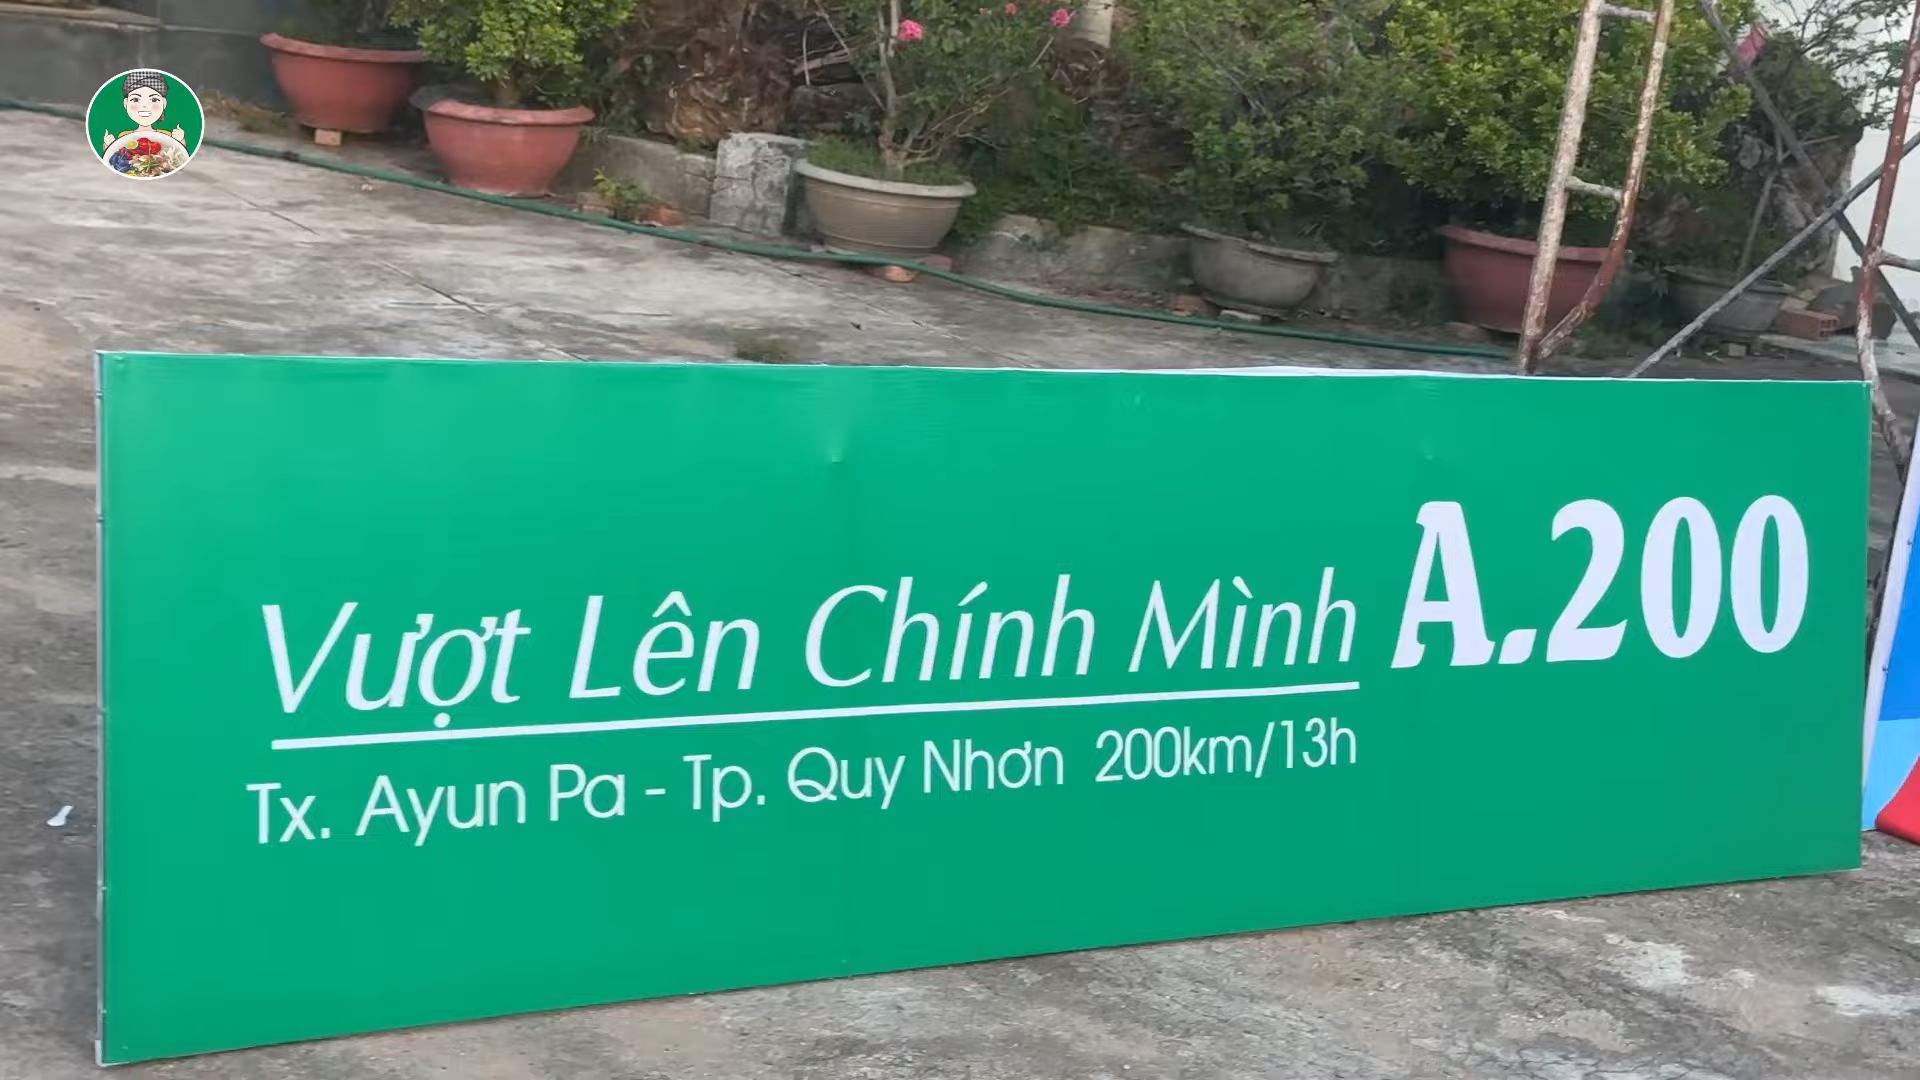 Vượt Lên Chính Mình A.200
Tx. Ayun Pa - Tp. Quy Nhơn 200km/13h